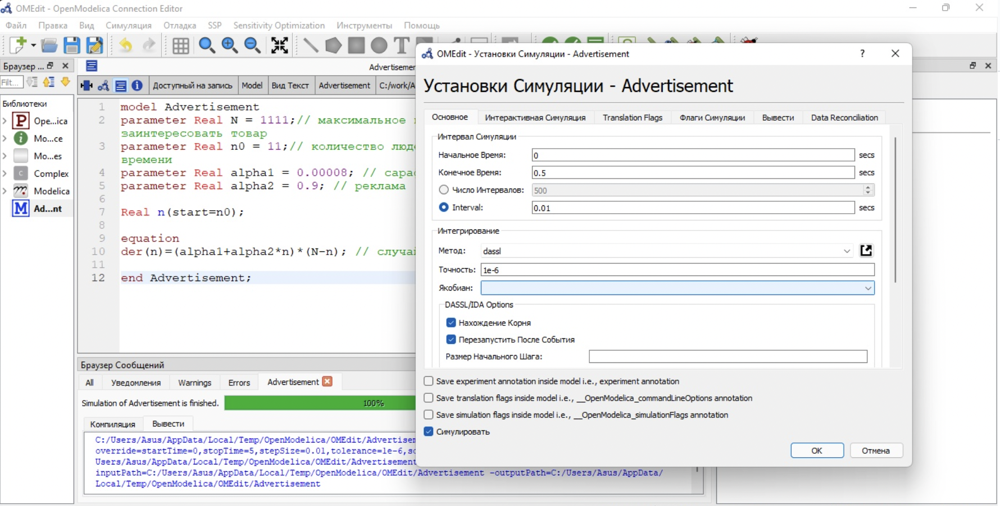 OMEdit - OpenModelica Connection Editor
Файл Правка Вид Симуляция Отладка SSP Sensitivity Optimization Инструменты Помощь
Браузер ...
Filt...
Библиотеки
Ope...ica
Mo...ce
Mo...es
Complex
Modelica
Ad...nt
Доступный на запись Model Вид Текст Advertisement C:/work/A
1 model Advertisement
2 parameter Real N = 1111;// максимальное
заинтересовать товар
3 parameter Real n0 = 11;// количество
времени
4 parameter Real alpha1 = 0.00008; //
5 parameter Real alpha2 = 0.9; // реклама
6
7 Real n(start=n0);
8
9 equation
10 der(n)=(alpha1+alpha2*n)*(N-n); //
11
12 end Advertisement;
Браузер Сообщений
All Уведомления Warnings Errors Advertisement
Simulation of Advertisement is finished. 100%
Компиляция Вывести
C:/Users/Asus/AppData/Local/Temp/OpenModelica/OMEdit/
override=startTime=0,stopTime=5,stepSize=0.01,tolerance=1e-6,
Users/Asus/AppData/Local/Temp/OpenModelica/OMEdit/Advertisement
inputPath=C:/Users/Asus/AppData/Local/Temp/OpenModelica/OMEdit/Advertisement -outputPath=C:/Users/Asus/AppData/
Local/Temp/OpenModelica/OMEdit/Advertisement
OMEdit - Установки Симуляции - Advertisement ?
Установки Симуляции - Advertisement
Основное Интерактивная Симуляция Translation Flags Флаги Симуляции Вывести Data Reconciliation
Интервал Симуляции
Начальное Время: 0 secs
Конечное Время: 0.5 secs
Число Интервалов: 500
Interval: 0.01 secs
Интегрирование
Метод: dassl
Точность: 1e-6
Якобиан:
DASSL/IDA Options
Нахождение Корня
Перезапустить После События
Размер Начального Шага:
Save experiment annotation inside model i.e., experiment annotation
Save translation flags inside model i.e., __OpenModelica_commandLineOptions annotation
Save simulation flags inside model i.e., __OpenModelica_simulationFlags annotation
Симулировать
OK Отмена